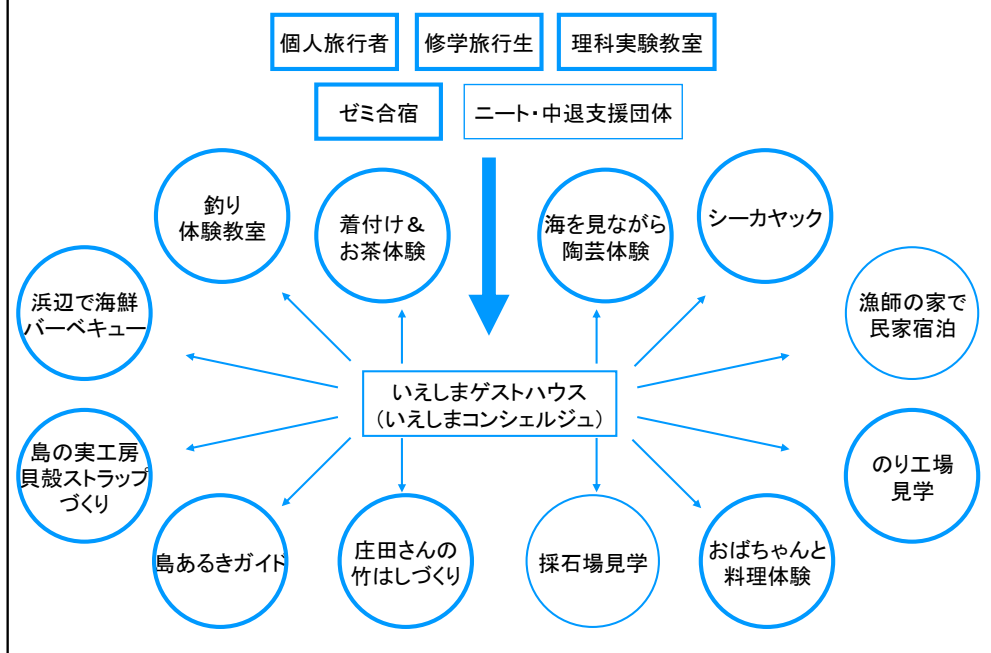 個人旅行者
修学旅行生
理科実験教室
ゼミ合宿
ニート・中退支援団体
釣り
体験教室
着付け＆
お茶体験
海を見ながら
陶芸体験
シーカヤック
浜辺で海鮮
バーベキュー
漁師の家で
民家宿泊
いえしまゲストハウス
(いえしまコンシェルジュ)
島の実工房
貝殻ストラップ
づくり
のり工場
見学
島あるきガイド
庄田さんの
竹はしづくり
採石場見学
おばちゃんと
料理体験